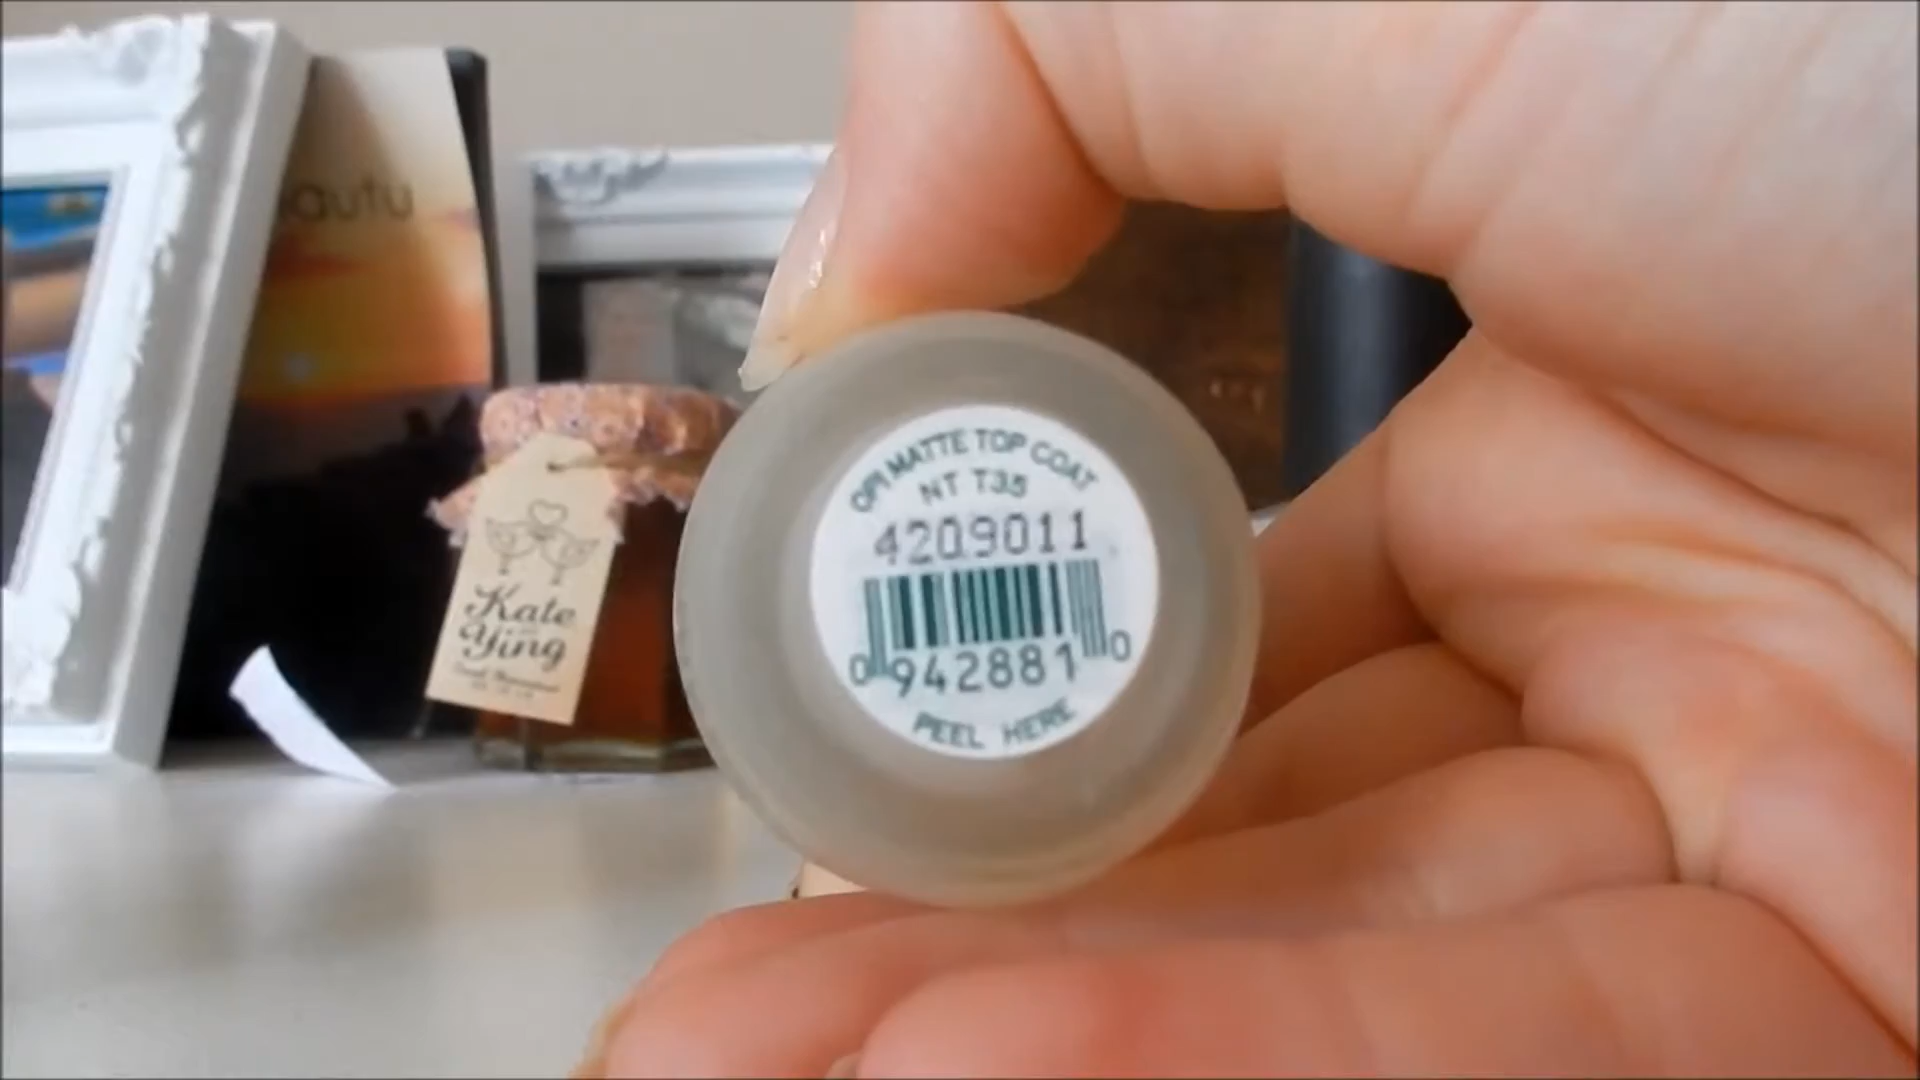 autu
OPI MATTE TOP COAT
NT T35
4209011
0 942881 0
PEEL HERE
Kate
Ying